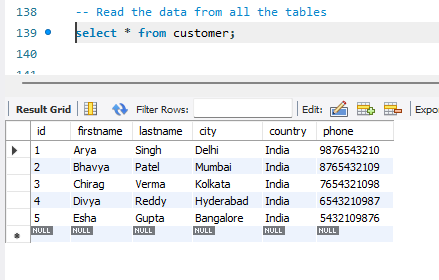 138 -- Read the data from all the tables
139 select * from customer;
140
Result Grid Filter Rows: Edit:
id firstname lastname city country phone
1 Arya Singh Delhi India 9876543210
2 Bhavya Patel Mumbai India 8765432109
3 Chirag Verma Kolkata India 7654321098
4 Divya Reddy Hyderabad India 6543210987
5 Esha Gupta Bangalore India 5432109876
NULL NULL NULL NULL NULL NULL